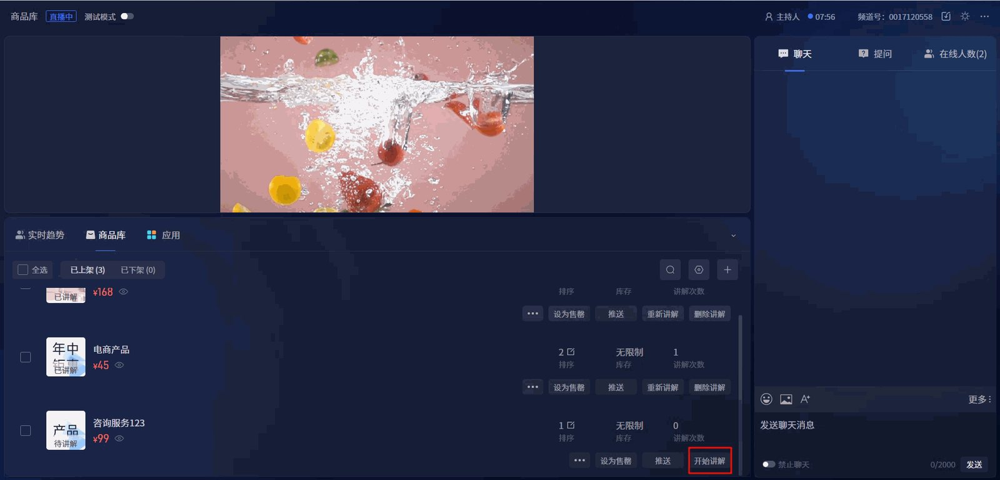 商品库 直播中 测试模式
主持人 07:56 频道号：0017120558
聊天 提问 在线人数(2)
实时趋势 商品库 应用
全选 已上架 (3) 已下架 (0)
已讲解 ¥168 排序 库存 讲解次数
设为售罄 推送 重新讲解 删除讲解
年中
钜惠
已讲解
电商产品
¥45
2 无限制 1
排序 库存 讲解次数
设为售罄 推送 重新讲解 删除讲解
产品
待讲解
咨询服务123
¥99
1 无限制 0
排序 库存 讲解次数
设为售罄 推送 开始讲解
更多
发送聊天消息
禁止聊天 0/2000 发送